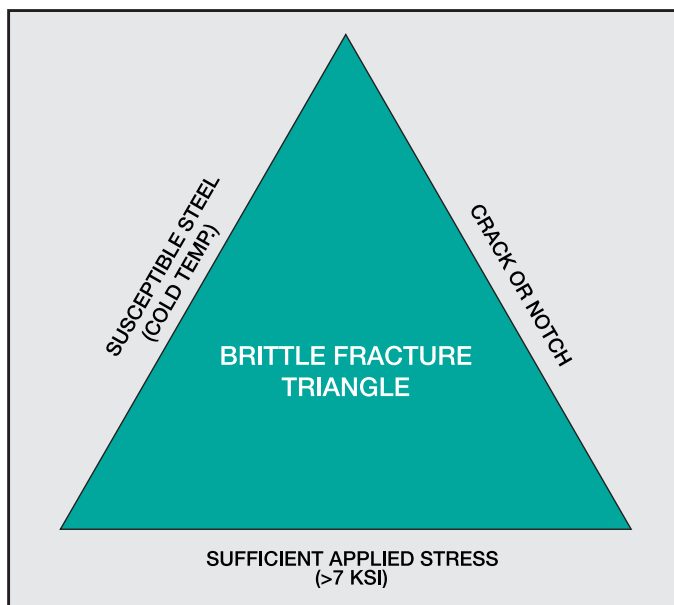 SUSCEPTIBLE STEEL
(COLD TEMP.)
CRACK OR NOTCH
BRITTLE FRACTURE
TRIANGLE
SUFFICIENT APPLIED STRESS
(>7 KSI)